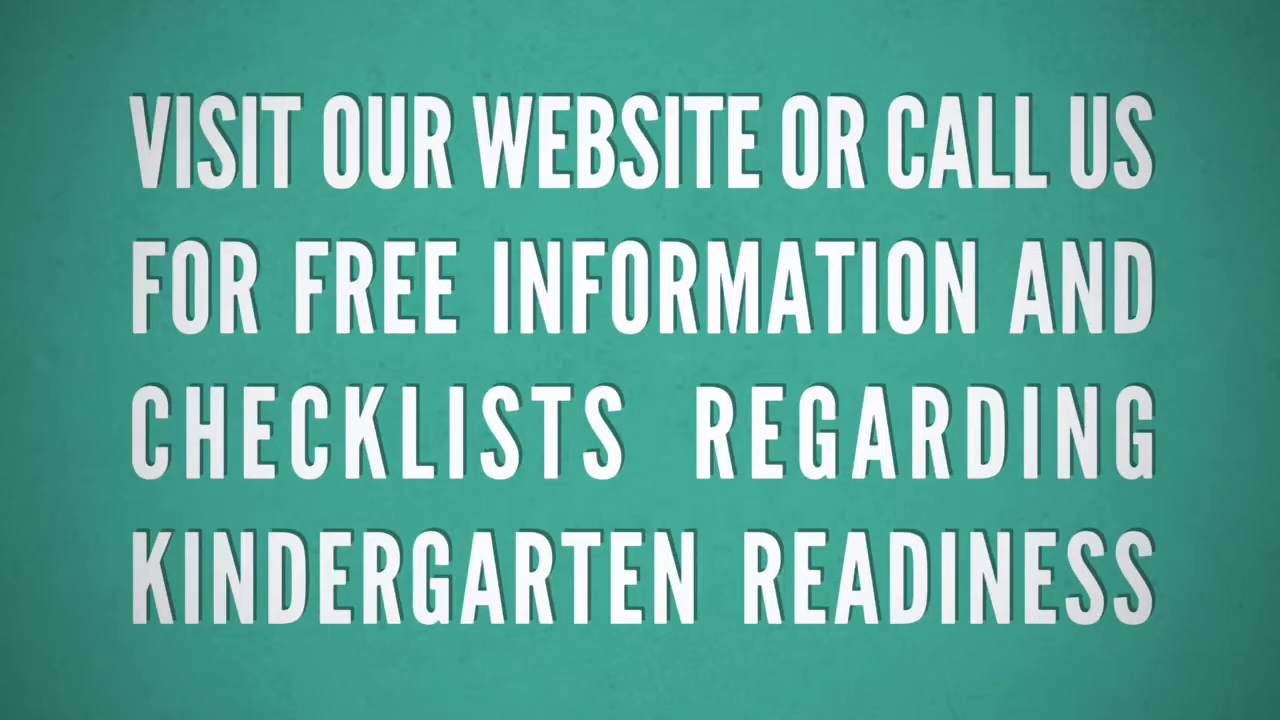 VISIT OUR WEBSITE OR CALL US
FOR FREE INFORMATION AND
CHECKLISTS REGARDING
KINDERGARTEN READINESS